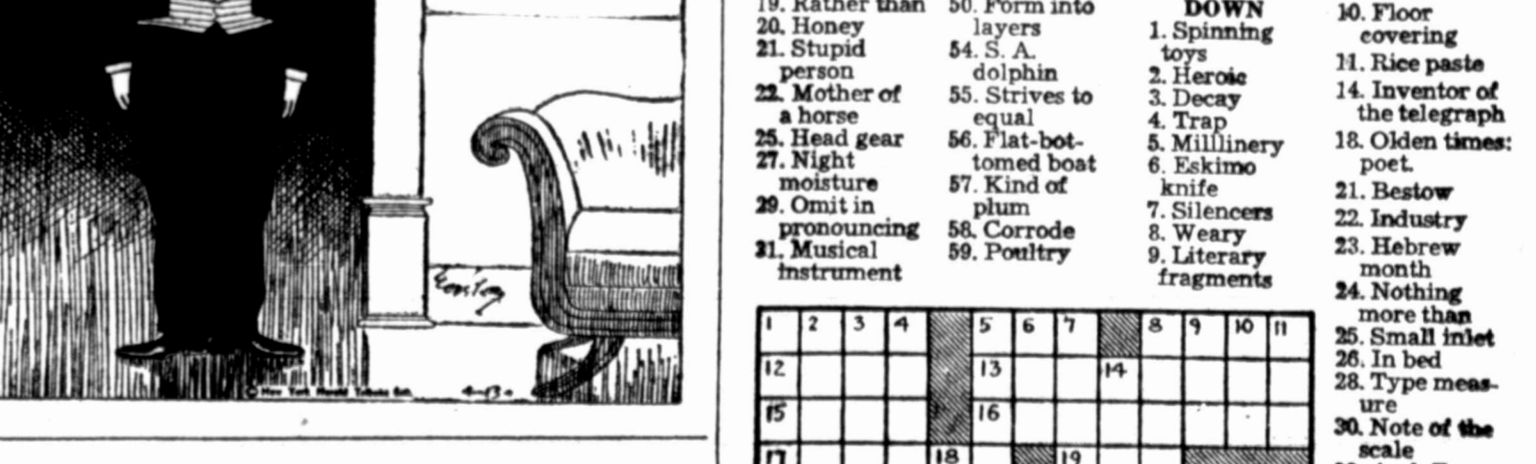 19. Rather than
20. Honey
21. Stupid
person
22. Mother of
a horse
25. Head gear
27. Night
moisture
29. Omit in
pronouncing
31. Musical
instrument
50. Form into
layers
54. S. A.
dolphin
55. Strives to
equal
56. Flat-bot-
tomed boat
57. Kind of
plum
58. Corrode
59. Poultry
DOWN
1. Spinning
toys
2. Heroic
3. Decay
4. Trap
5. Milllinery
6. Eskimo
knife
7. Silencers
8. Weary
9. Literary
fragments
10. Floor
covering
11. Rice paste
14. Inventor of
the telegraph
18. Olden times:
poet.
21. Bestow
22. Industry
23. Hebrew
month
24. Nothing
more than
25. Small inlet
26. In bed
28. Type meas-
ure
30. Note of the
scale
1 2 3 4 5 6 7 8 9 10 11
12 13 14
15 16
17 18 19
© New York Herald Tribune